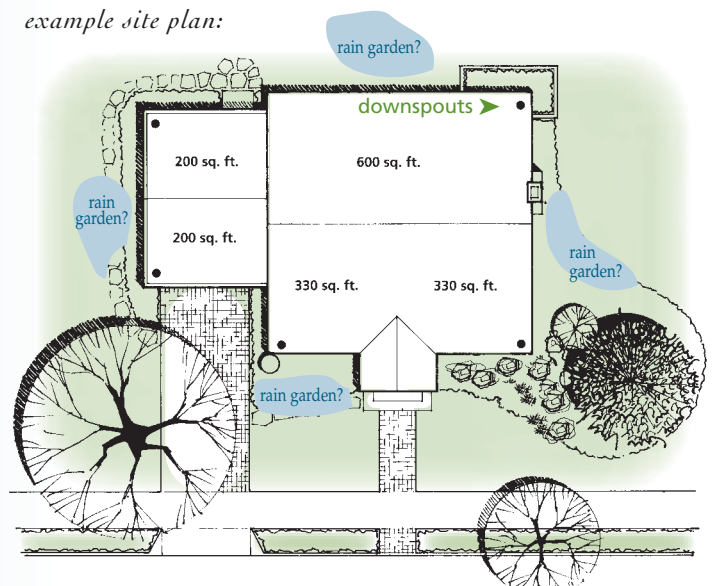 example site plan:
rain garden?
downspouts
200 sq. ft.
600 sq. ft.
rain
garden?
200 sq. ft.
rain
garden?
330 sq. ft.
330 sq. ft.
rain garden?